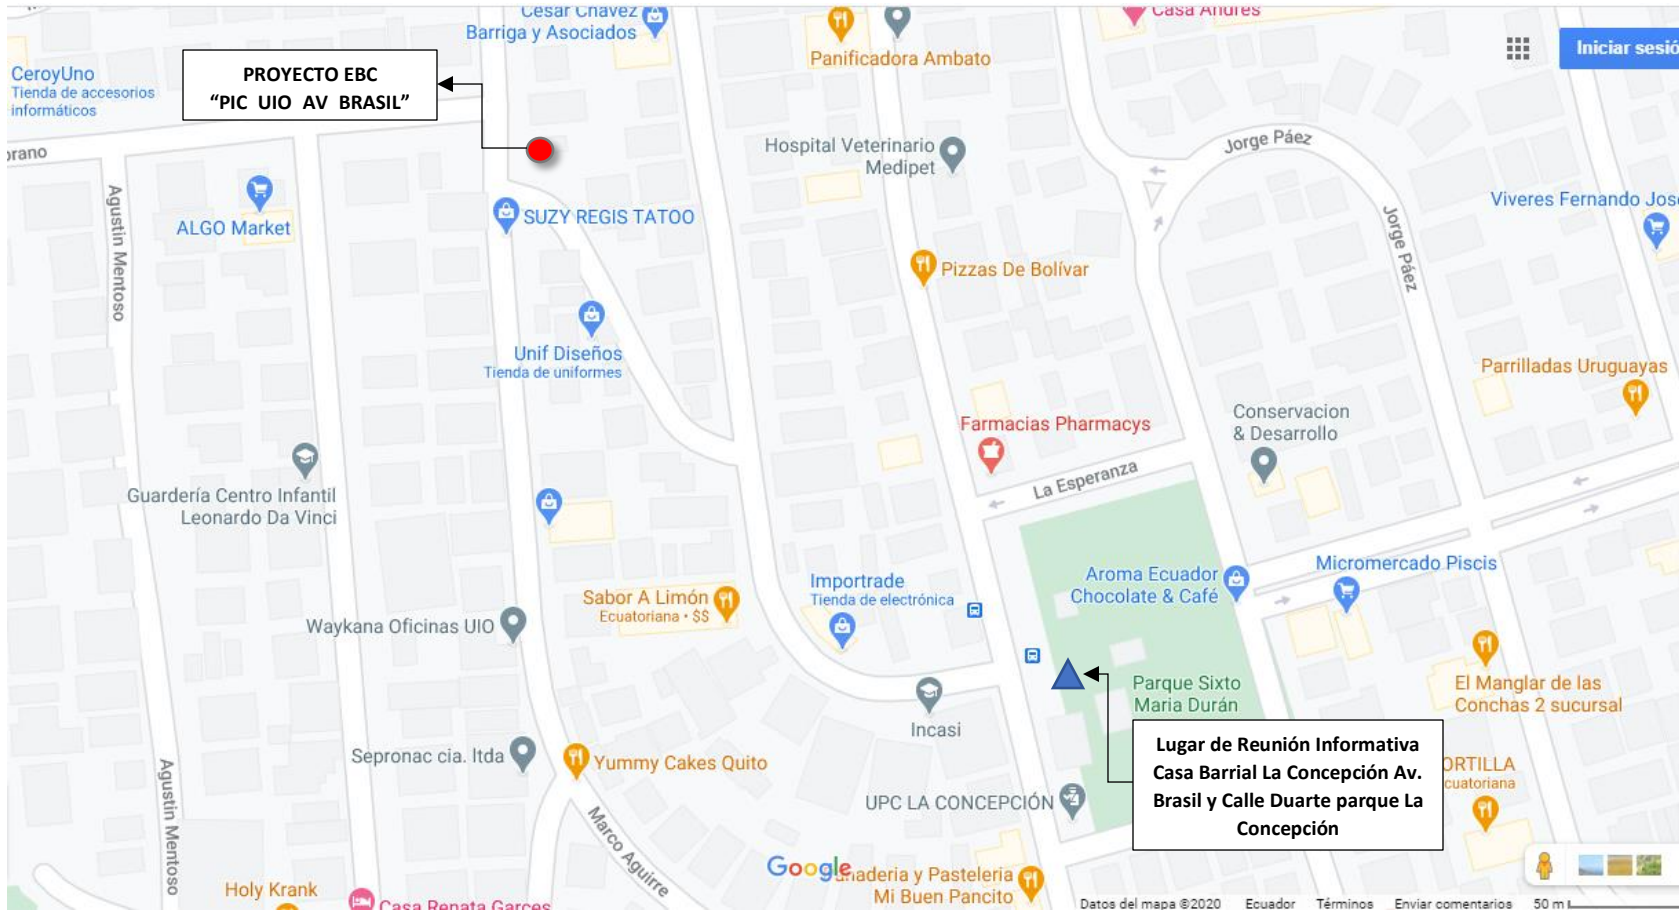 Cesar Chavez
Barriga y Asociados
Casa Andres
Iniciar sesió
Panificadora Ambato
CeroyUno
Tienda de accesorios
informáticos
PROYECTO EBC
“PIC UIO AV BRASIL”
orano
Jorge Páez
Hospital Veterinario
Medipet
Agustin Mentoso
ALGO Market
SUZY REGIS TATOO
Viveres Fernando Jose
Jorge Páez
Pizzas De Bolívar
Unif Diseños
Tienda de uniformes
Parrilladas Uruguayas
Farmacias Pharmacys
Conservacion
& Desarrollo
La Esperanza
Guardería Centro Infantil
Leonardo Da Vinci
Micromercado Piscis
Aroma Ecuador
Chocolate & Café
Importrade
Tienda de electrónica
Sabor A Limón
Ecuatoriana • $$
Waykana Oficinas UIO
Parque Sixto
Maria Durán
El Manglar de las
Conchas 2 sucursal
Incasi
Lugar de Reunión Informativa
Casa Barrial La Concepción Av.
Brasil y Calle Duarte parque La
Concepción
Sepronac cia. ltda
Yummy Cakes Quito
ORTILLA
cuatoriana
UPC LA CONCEPCIÓN
Agustin Mentoso
Marco Aguirre
Google
anaderia y Pasteleria
Mi Buen Pancito
Holy Krank
Casa Renata Garces
Datos del mapa ©2020 Ecuador Términos Enviar comentarios 50 m